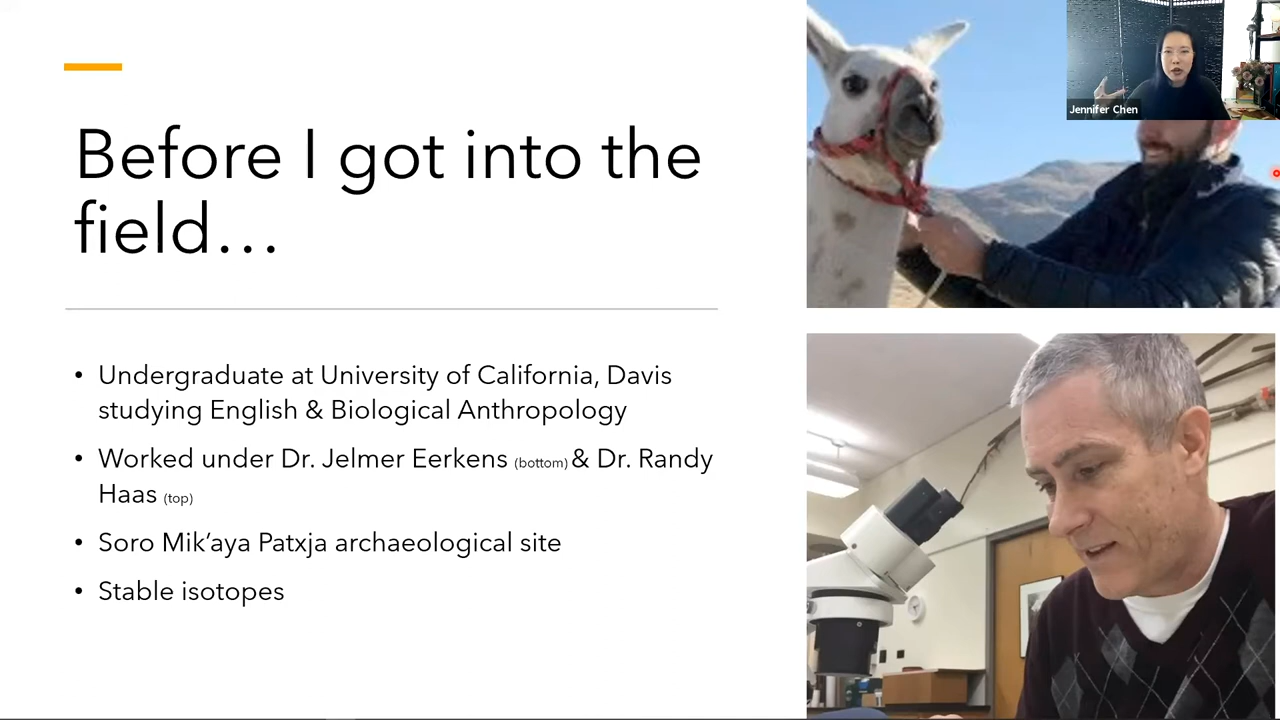 Jennifer Chen
Before I got into the
field…
• Undergraduate at University of California, Davis
studying English & Biological Anthropology
• Worked under Dr. Jelmer Eerkens (bottom) & Dr. Randy
Haas (top)
• Soro Mik’aya Patxja archaeological site
• Stable isotopes